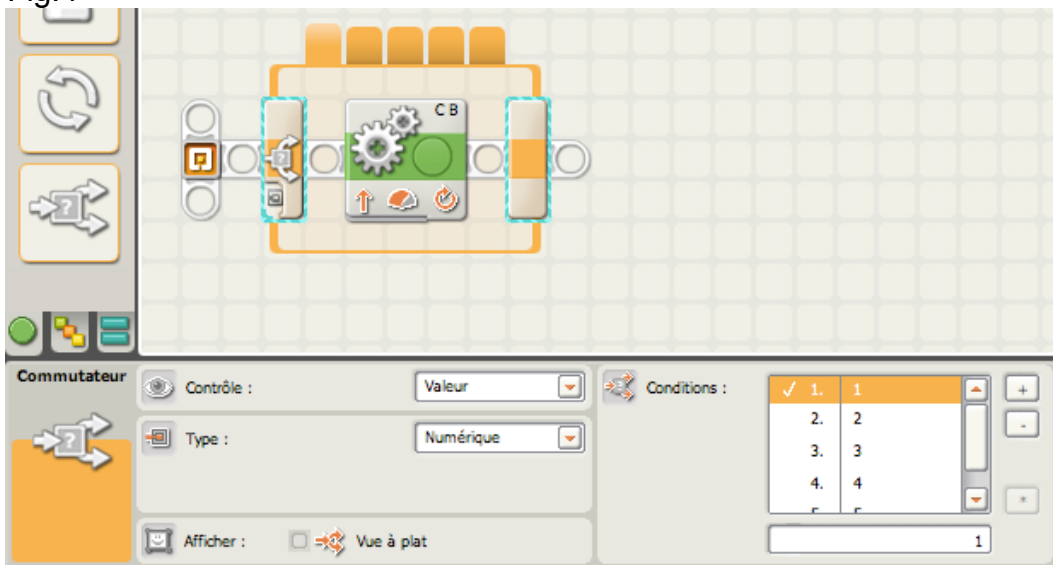 C B
Commutateur
Contrôle :
Valeur
Type :
Numérique
Afficher :
Vue à plat
Conditions :
✓ 1. 1
2. 2
3. 3
4. 4
+
-
*
1